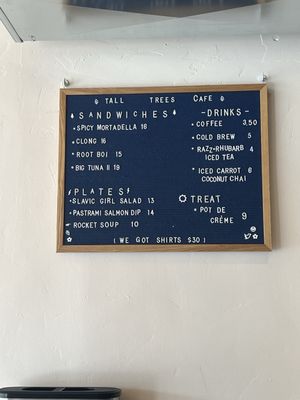 TALL TREES CAFE
SANDWICHES
SPICY MORTADELLA 16
CLONG 16
ROOT BOI 15
BIG TUNA II 19
PLATES
SLAVIC GIRL SALAD 13
PASTRAMI SALMON DIP 14
ROCKET SOUP 10
-DRINKS-
COFFEE 3.50
COLD BREW 5
RAZZ-RHUBARB 4
ICED TEA
ICED CARROT 6
COCONUT CHAI
TREAT
POT DE
CRÉME 9
(WE GOT SHIRTS $30)